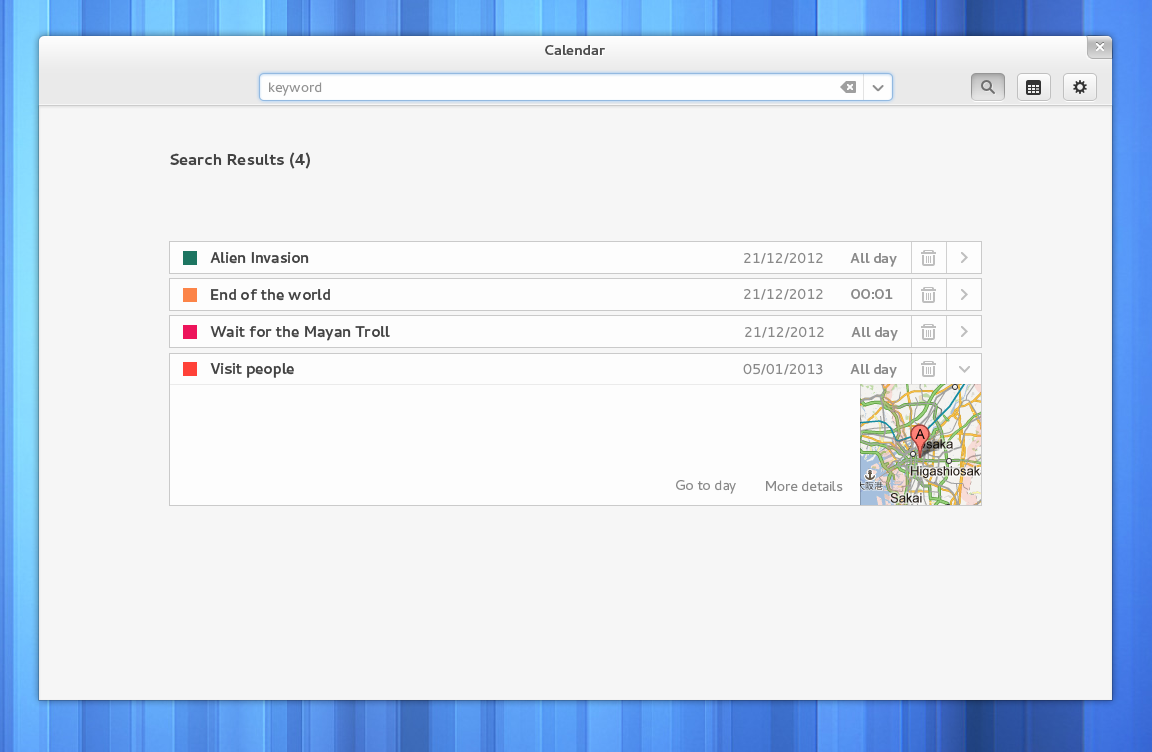 Calendar
keyword
Search Results (4)
Alien Invasion 21/12/2012 All day
End of the world 21/12/2012 00:01
Wait for the Mayan Troll 21/12/2012 All day
Visit people 05/01/2013 All day
A
saka
Higashiosak
大阪港
Sakai
Go to day More details